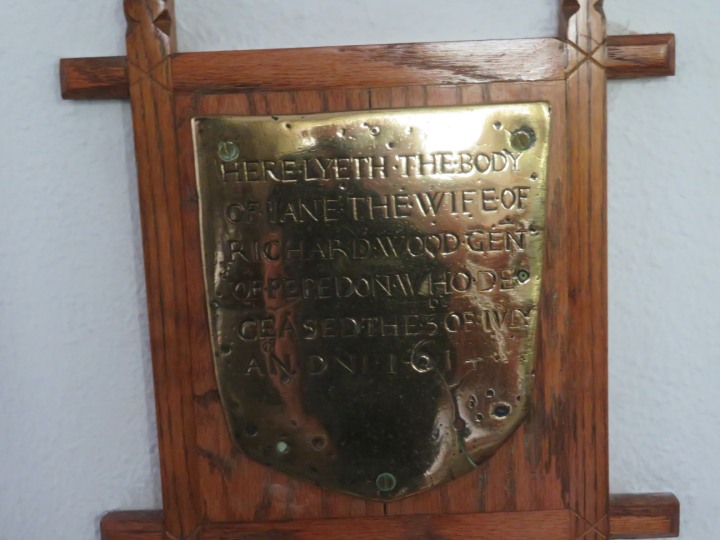 HERE·LYETH·THE·BODY
OF·IANE·THE·WIFE·OF
RICHARD·WOOD·GEN
OF·PEREDON·WHO·DE
CEASED·THE·3·OF IVLY
AN·DNI·161